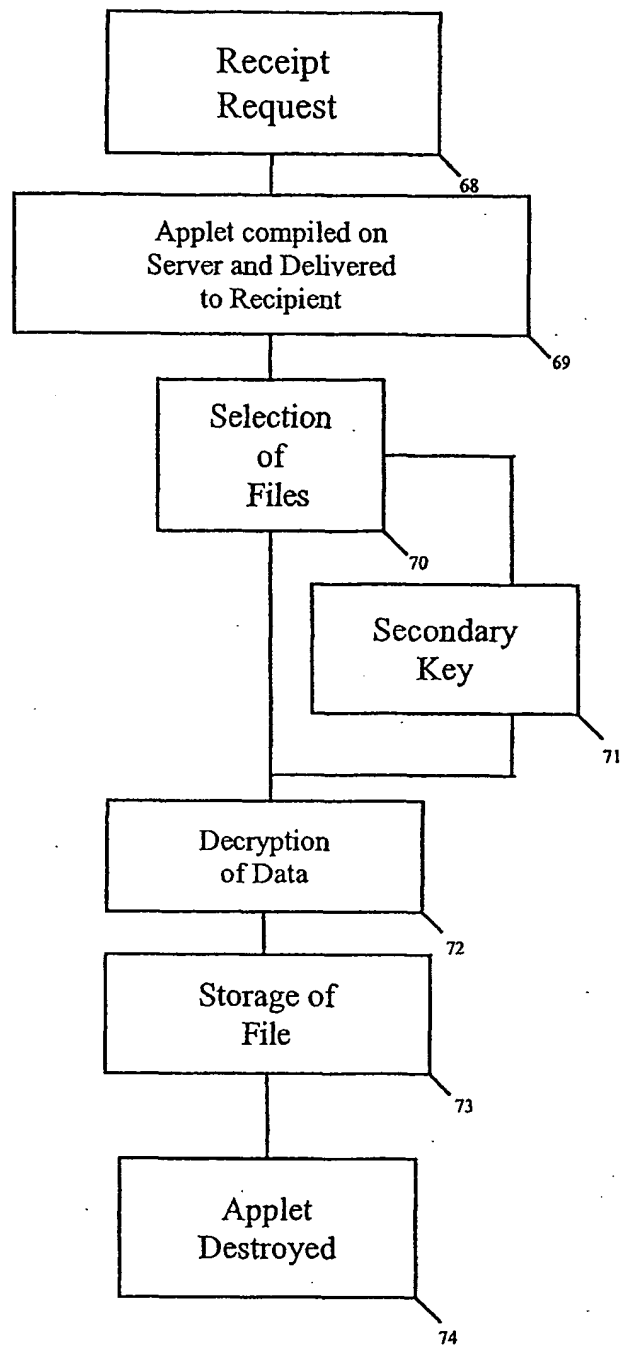 Receipt
Request
68
Applet compiled on
Server and Delivered
to Recipient
69
Selection
of
Files
70
Secondary
Key
71
Decryption
of Data
72
Storage of
File
73
Applet
Destroyed
74